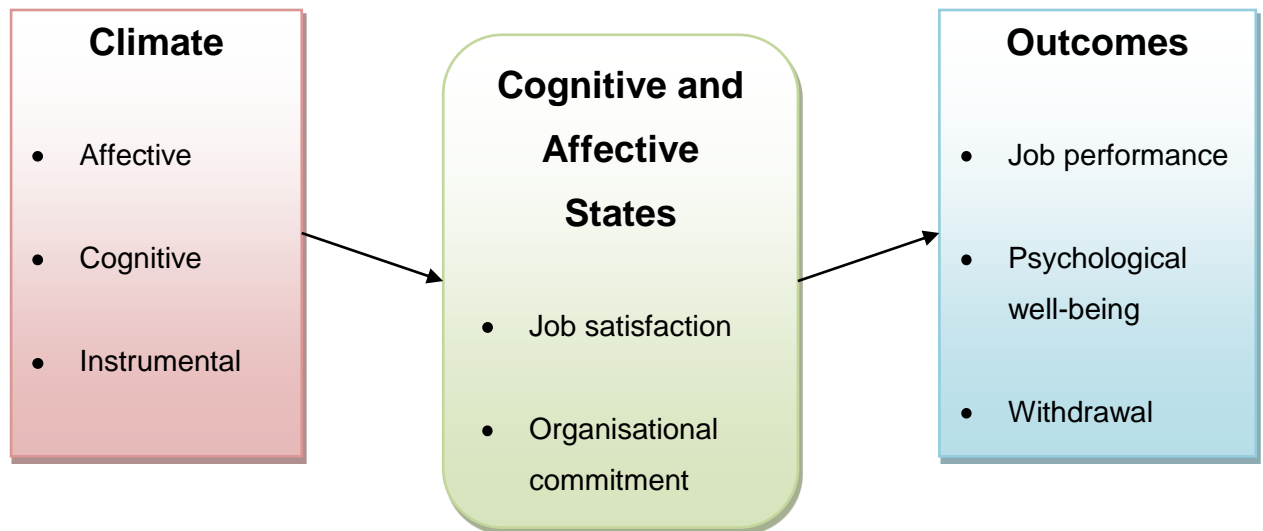 Climate
• Affective
• Cognitive
• Instrumental
Cognitive and
Affective
States
• Job satisfaction
• Organisational
commitment
Outcomes
• Job performance
• Psychological
well-being
• Withdrawal